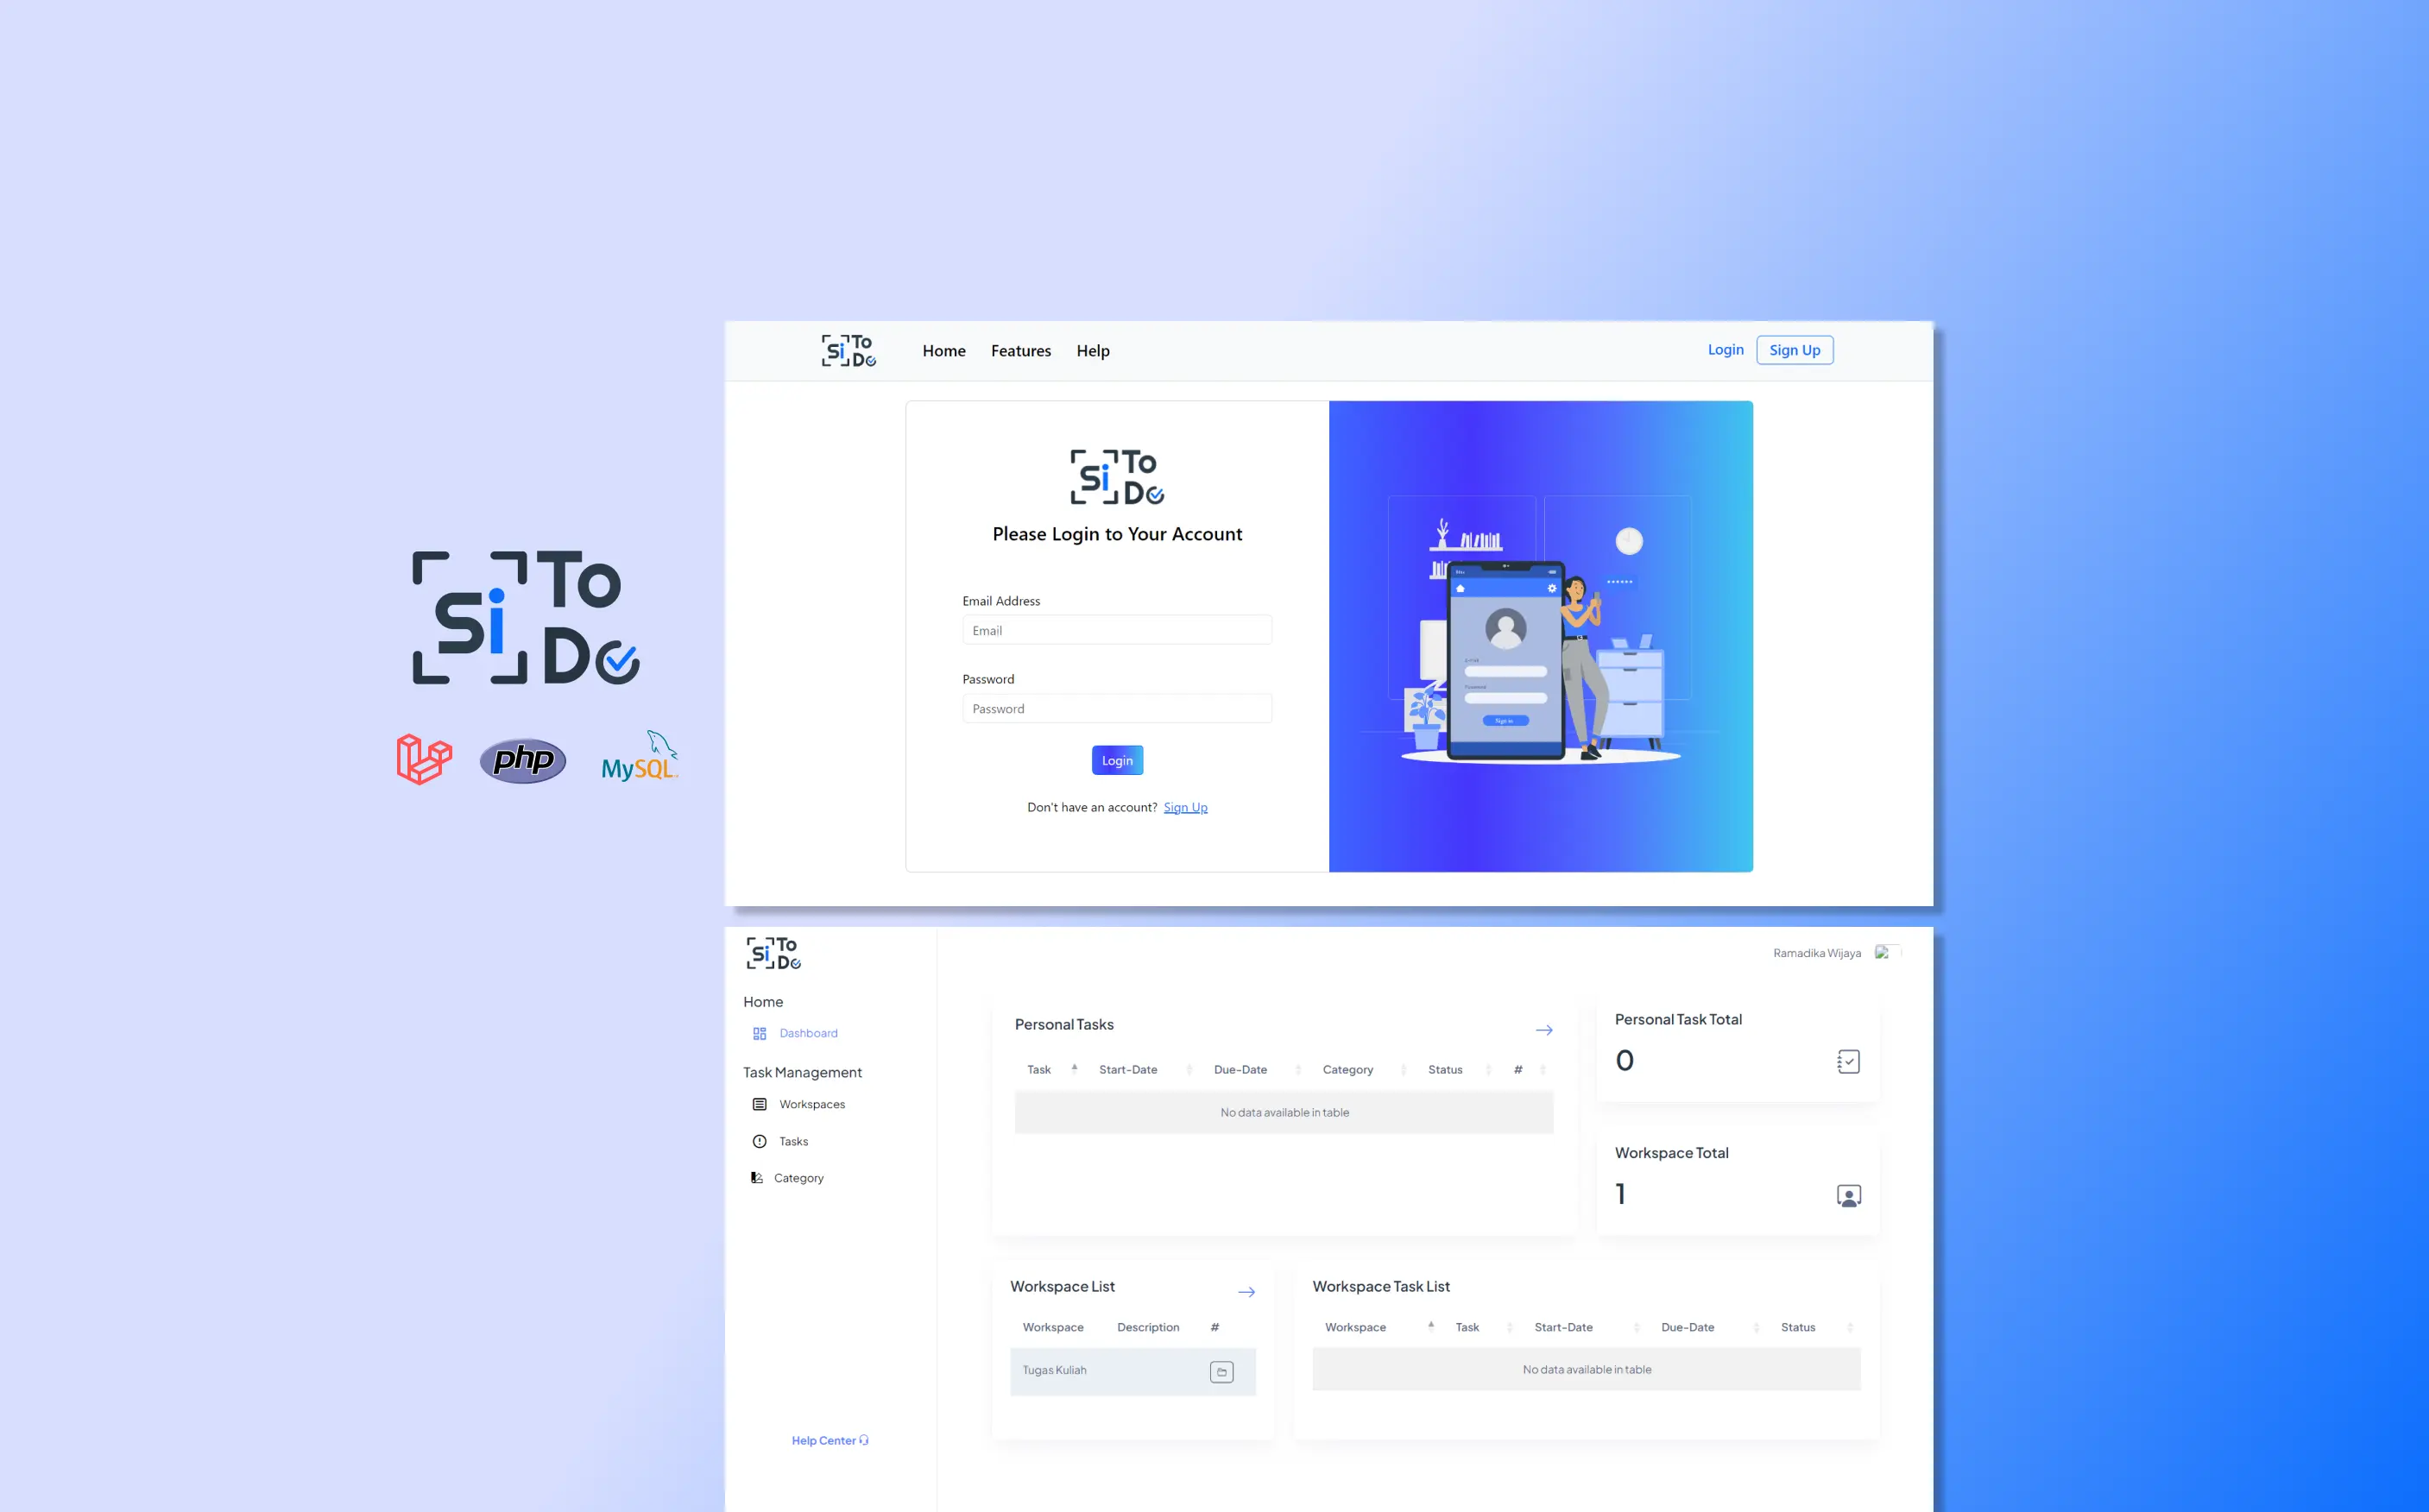 Si To
Do
php
MySQL
Si To
Do
Home Features Help
Login Sign Up
Si To
Do
Please Login to Your Account
Email Address
Email
Password
Password
Login
Don't have an account? Sign Up
Sign in
Si To
Do
Ramadika Wijaya
Home
Dashboard
Task Management
Workspaces
Tasks
Category
Help Center
Personal Tasks
Task Start-Date Due-Date Category Status #
No data available in table
Personal Task Total
0
Workspace Total
1
Workspace List
Workspace Description #
Tugas Kuliah
Workspace Task List
Workspace Task Start-Date Due-Date Status
No data available in table